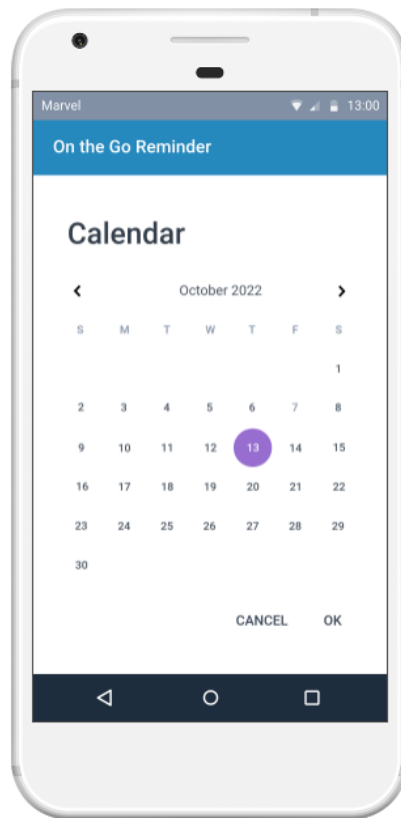 Marvel 13:00
On the Go Reminder
Calendar
October 2022
S M T W T F S
1
2 3 4 5 6 7 8
9 10 11 12 13 14 15
16 17 18 19 20 21 22
23 24 25 26 27 28 29
30
CANCEL OK